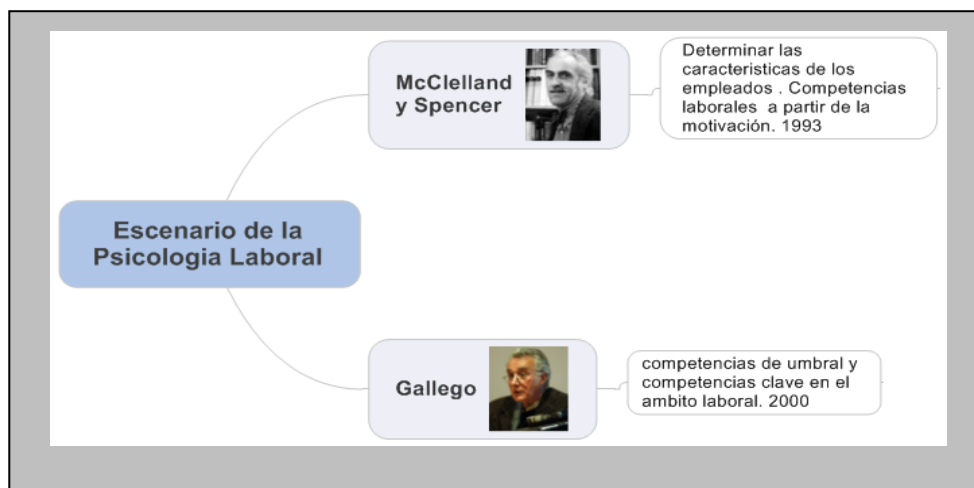 McClelland
y Spencer
Determinar las
caracteristicas de los
empleados . Competencias
laborales a partir de la
motivación. 1993
Escenario de la
Psicologia Laboral
Gallego
competencias de umbral y
competencias clave en el
ambito laboral. 2000